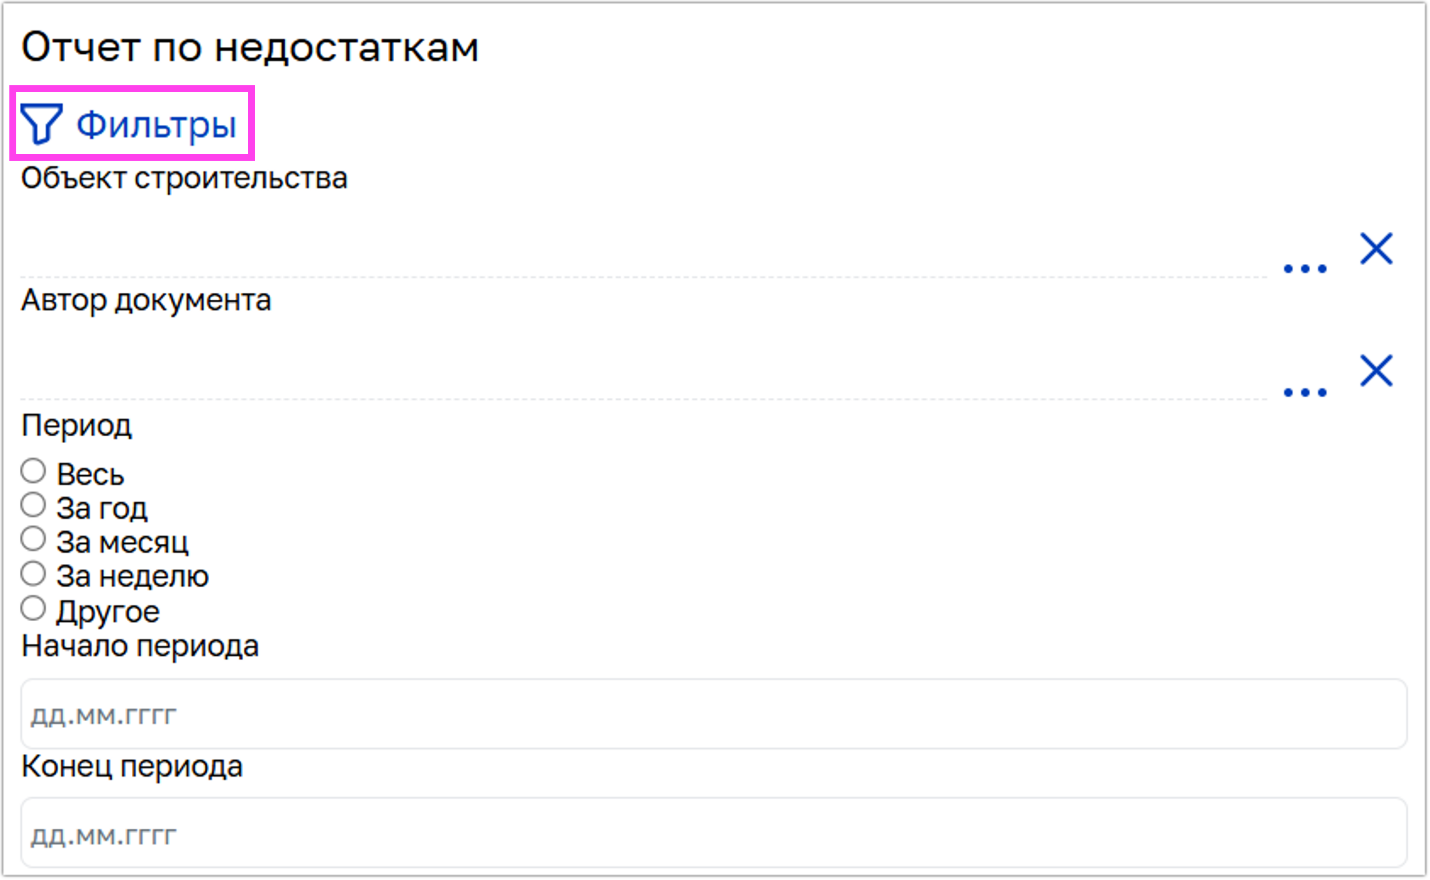 Отчет по недостаткам
Фильтры
Объект строительства
...
Автор документа
...
Период
Весь
За год
За месяц
За неделю
Другое
Начало периода
дд.мм.гггг
Конец периода
дд.мм.гггг